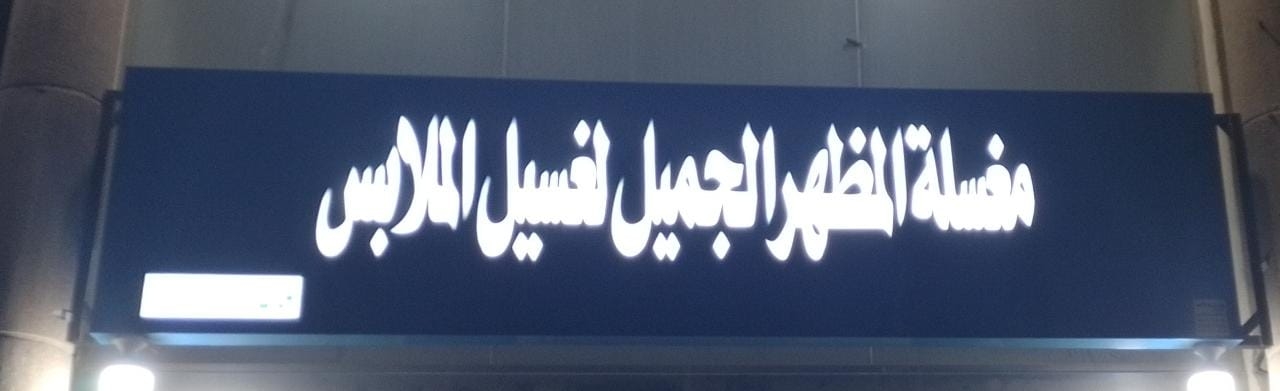 مغسلة المظهر الجميل لغسيل الملابس